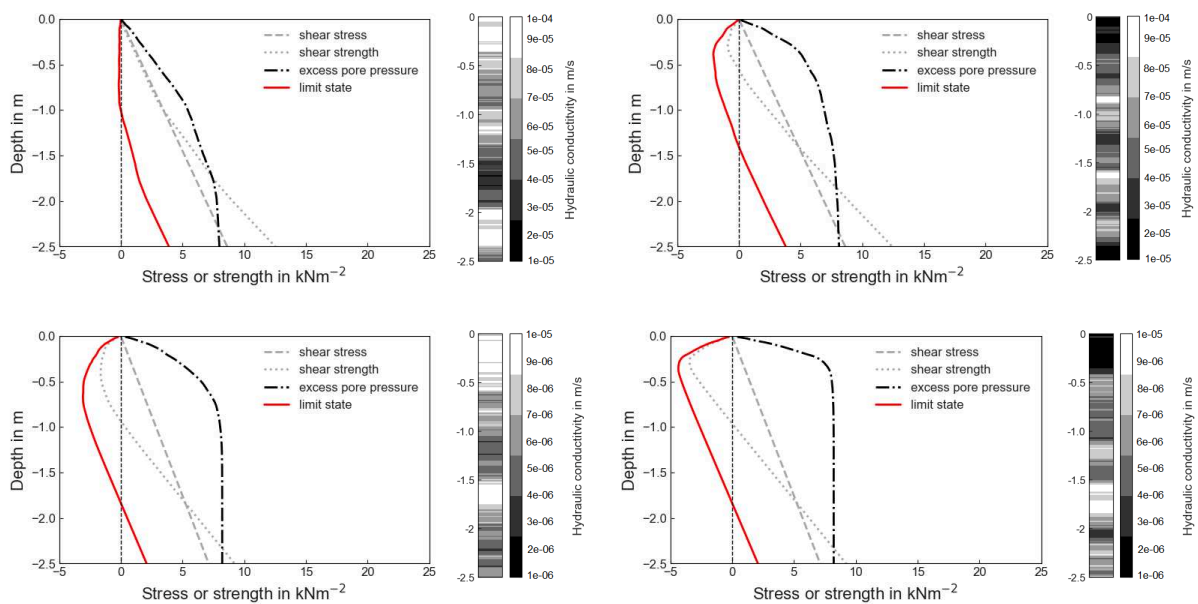 0.0
−0.5
−1.0
−1.5
−2.0
−2.5
Depth in m
−5 0 5 10 15 20 25
Stress or strength in kNm−2
shear stress
shear strength
excess pore pressure
limit state
0
-0.5
-1.0
-1.5
-2
-2.5
1e-04
9e-05
8e-05
7e-05
6e-05
5e-05
4e-05
3e-05
2e-05
1e-05
Hydraulic conductitvity in m/s
0.0
−0.5
−1.0
−1.5
−2.0
−2.5
Depth in m
−5 0 5 10 15 20 25
Stress or strength in kNm−2
shear stress
shear strength
excess pore pressure
limit state
0
-0.5
-1.0
-1.5
-2
-2.5
1e-04
9e-05
8e-05
7e-05
6e-05
5e-05
4e-05
3e-05
2e-05
1e-05
Hydraulic conductitvity in m/s
0.0
−0.5
−1.0
−1.5
−2.0
−2.5
Depth in m
−5 0 5 10 15 20 25
Stress or strength in kNm−2
shear stress
shear strength
excess pore pressure
limit state
0
-0.5
-1.0
-1.5
-2
-2.5
1e-05
9e-06
8e-06
7e-06
6e-06
5e-06
4e-06
3e-06
2e-06
1e-06
Hydraulic conductitvity in m/s
0.0
−0.5
−1.0
−1.5
−2.0
−2.5
Depth in m
−5 0 5 10 15 20 25
Stress or strength in kNm−2
shear stress
shear strength
excess pore pressure
limit state
0
-0.5
-1.0
-1.5
-2
-2.5
1e-05
9e-06
8e-06
7e-06
6e-06
5e-06
4e-06
3e-06
2e-06
1e-06
Hydraulic conductitvity in m/s